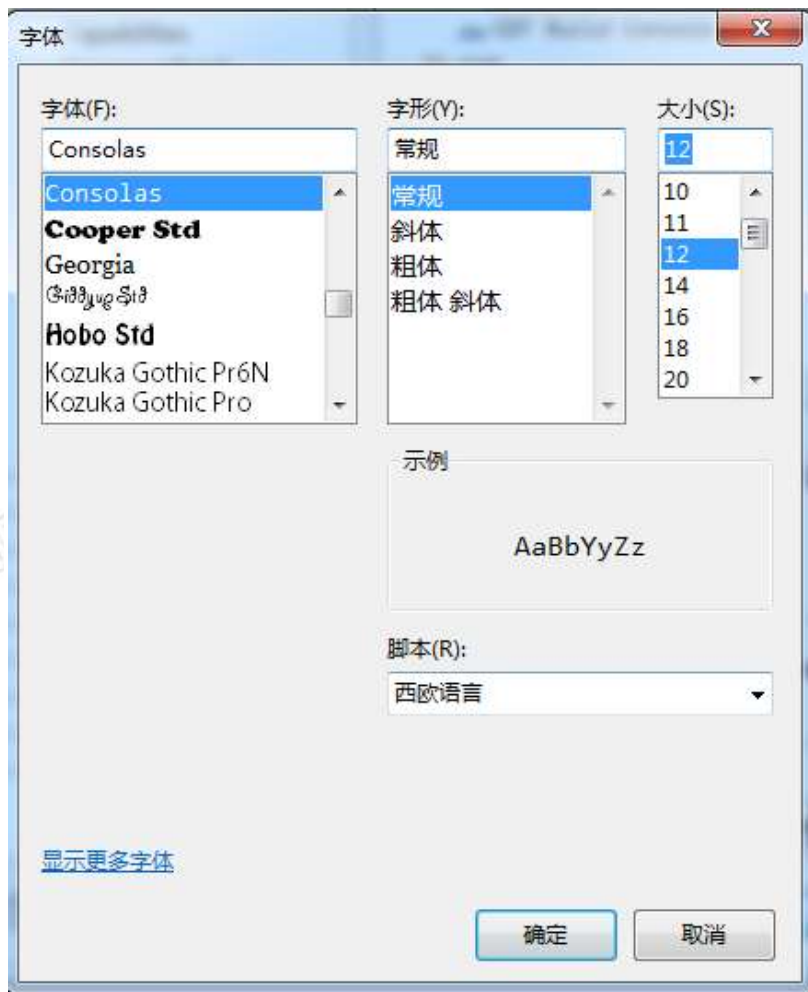 字体
字体(F):
字形(Y):
大小(S):
Consolas
常规
12
Consolas
Cooper Std
Georgia
Giddyup Std
Hobo Std
Kozuka Gothic Pr6N
Kozuka Gothic Pro
常规
斜体
粗体
粗体 斜体
10
11
12
14
16
18
20
示例
AaBbYyZz
脚本(R):
西欧语言
显示更多字体
确定
取消